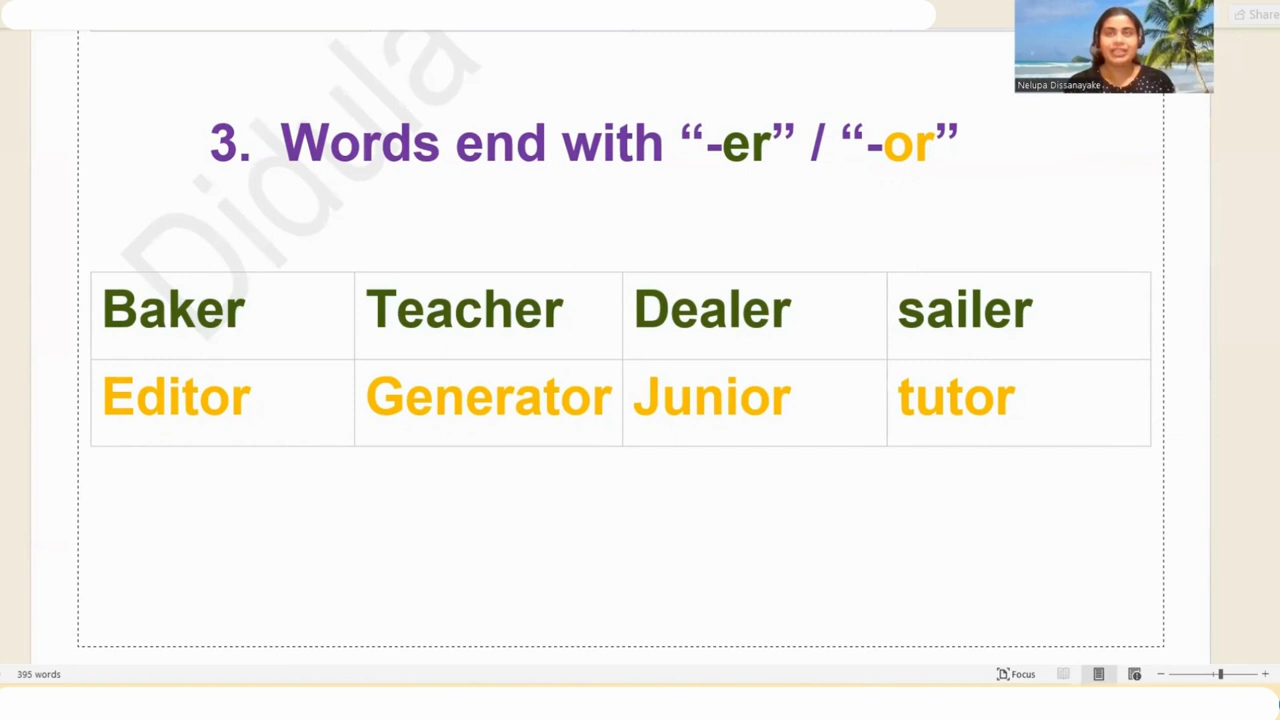 Share
Nelupa Dissanayake
Didula
3. Words end with “-er” / “-or”
Baker Teacher Dealer sailer
Editor Generator Junior tutor
395 words Focus